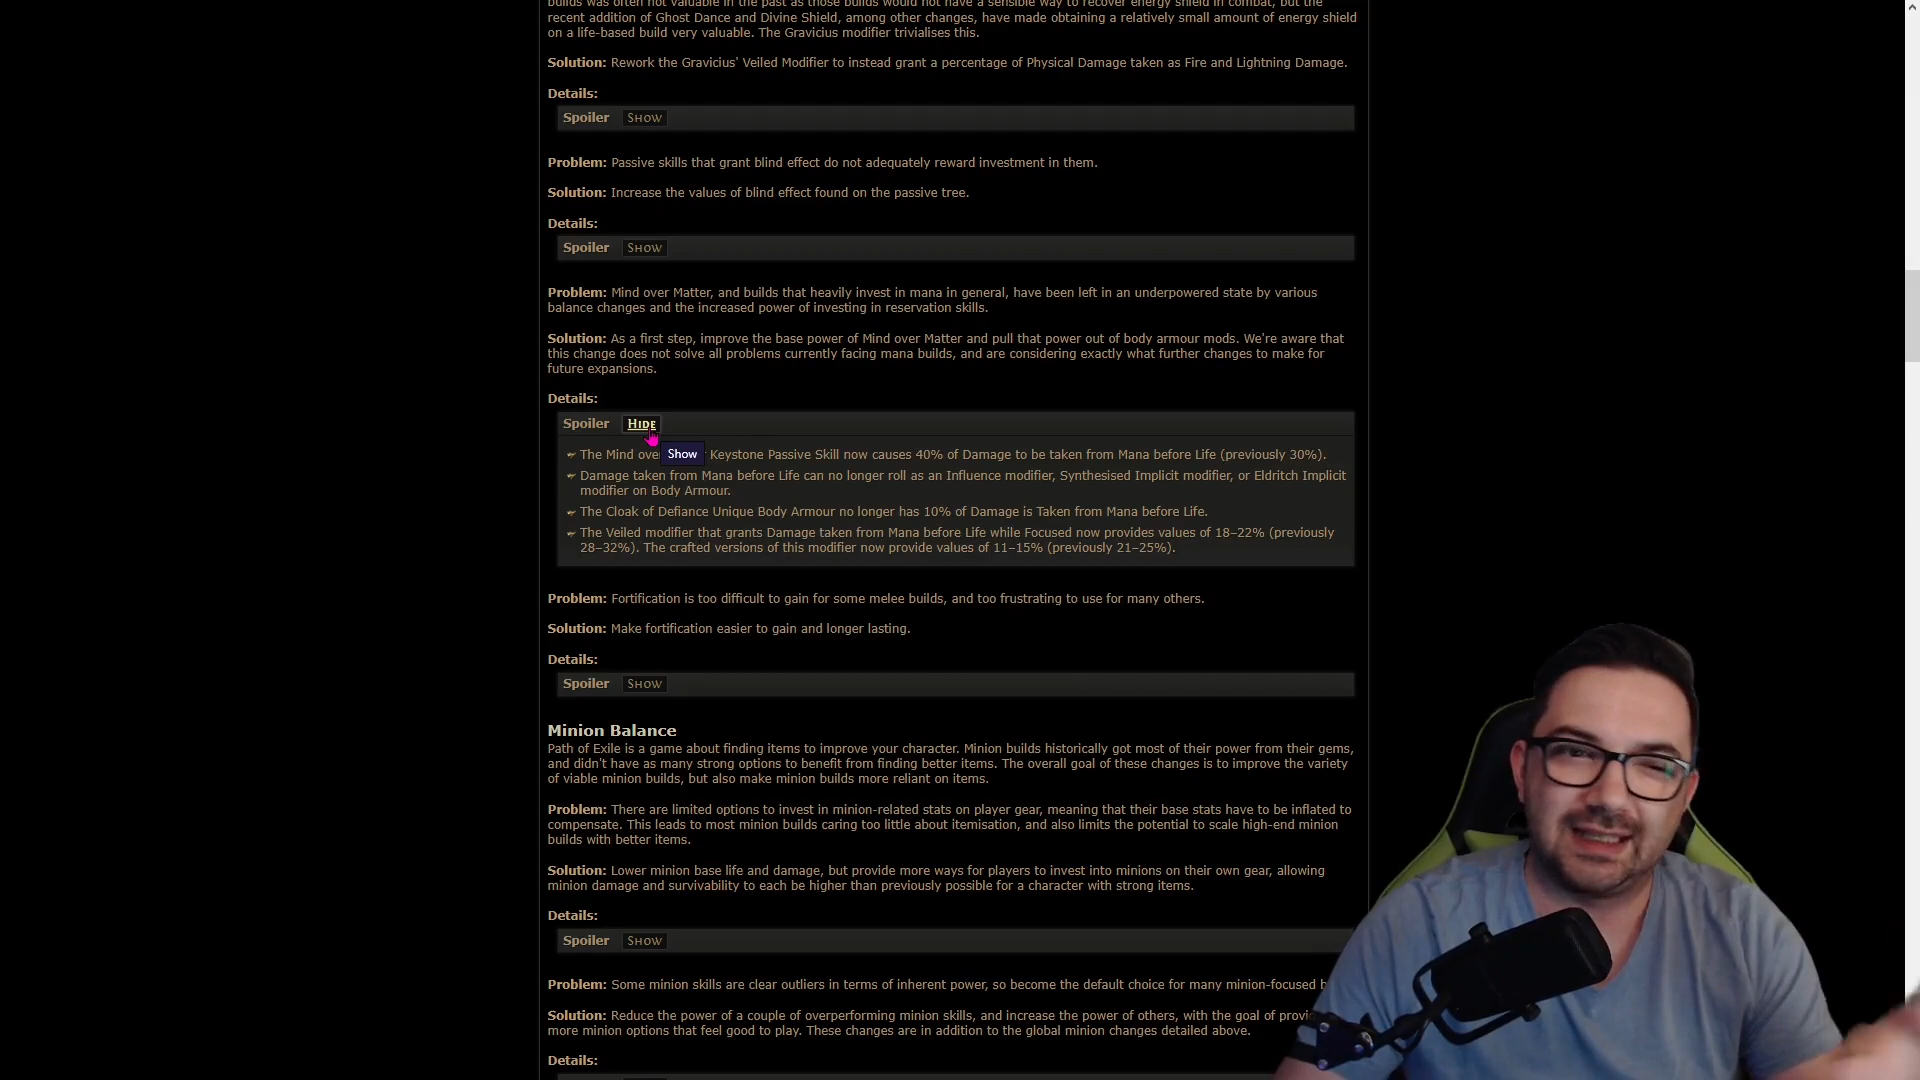 builds was often not valuable in the past as those builds would not have a sensible way to recover energy shield in combat, but the
recent addition of Ghost Dance and Divine Shield, among other changes, have made obtaining a relatively small amount of energy shield
on a life-based build very valuable. The Gravicius modifier trivialises this.
Solution: Rework the Gravicius' Veiled Modifier to instead grant a percentage of Physical Damage taken as Fire and Lightning Damage.
Details:
Spoiler Show
Problem: Passive skills that grant blind effect do not adequately reward investment in them.
Solution: Increase the values of blind effect found on the passive tree.
Details:
Spoiler Show
Problem: Mind over Matter, and builds that heavily invest in mana in general, have been left in an underpowered state by various
balance changes and the increased power of investing in reservation skills.
Solution: As a first step, improve the base power of Mind over Matter and pull that power out of body armour mods. We're aware that
this change does not solve all problems currently facing mana builds, and are considering exactly what further changes to make for
future expansions.
Details:
Spoiler Hide
Show
The Mind over Keystone Passive Skill now causes 40% of Damage to be taken from Mana before Life (previously 30%).
Damage taken from Mana before Life can no longer roll as an Influence modifier, Synthesised Implicit modifier, or Eldritch Implicit
modifier on Body Armour.
The Cloak of Defiance Unique Body Armour no longer has 10% of Damage is Taken from Mana before Life.
The Veiled modifier that grants Damage taken from Mana before Life while Focused now provides values of 18–22% (previously
28–32%). The crafted versions of this modifier now provide values of 11–15% (previously 21–25%).
Problem: Fortification is too difficult to gain for some melee builds, and too frustrating to use for many others.
Solution: Make fortification easier to gain and longer lasting.
Details:
Spoiler Show
Minion Balance
Path of Exile is a game about finding items to improve your character. Minion builds historically got most of their power from their gems,
and didn't have as many strong options to benefit from finding better items. The overall goal of these changes is to improve the variety
of viable minion builds, but also make minion builds more reliant on items.
Problem: There are limited options to invest in minion-related stats on player gear, meaning that their base stats have to be inflated to
compensate. This leads to most minion builds caring too little about itemisation, and also limits the potential to scale high-end minion
builds with better items.
Solution: Lower minion base life and damage, but provide more ways for players to invest into minions on their own gear, allowing
minion damage and survivability to each be higher than previously possible for a character with strong items.
Details:
Spoiler Show
Problem: Some minion skills are clear outliers in terms of inherent power, so become the default choice for many minion-focused
Solution: Reduce the power of a couple of overperforming minion skills, and increase the power of others, with the goal of
more minion options that feel good to play. These changes are in addition to the global minion changes detailed above.
Details: